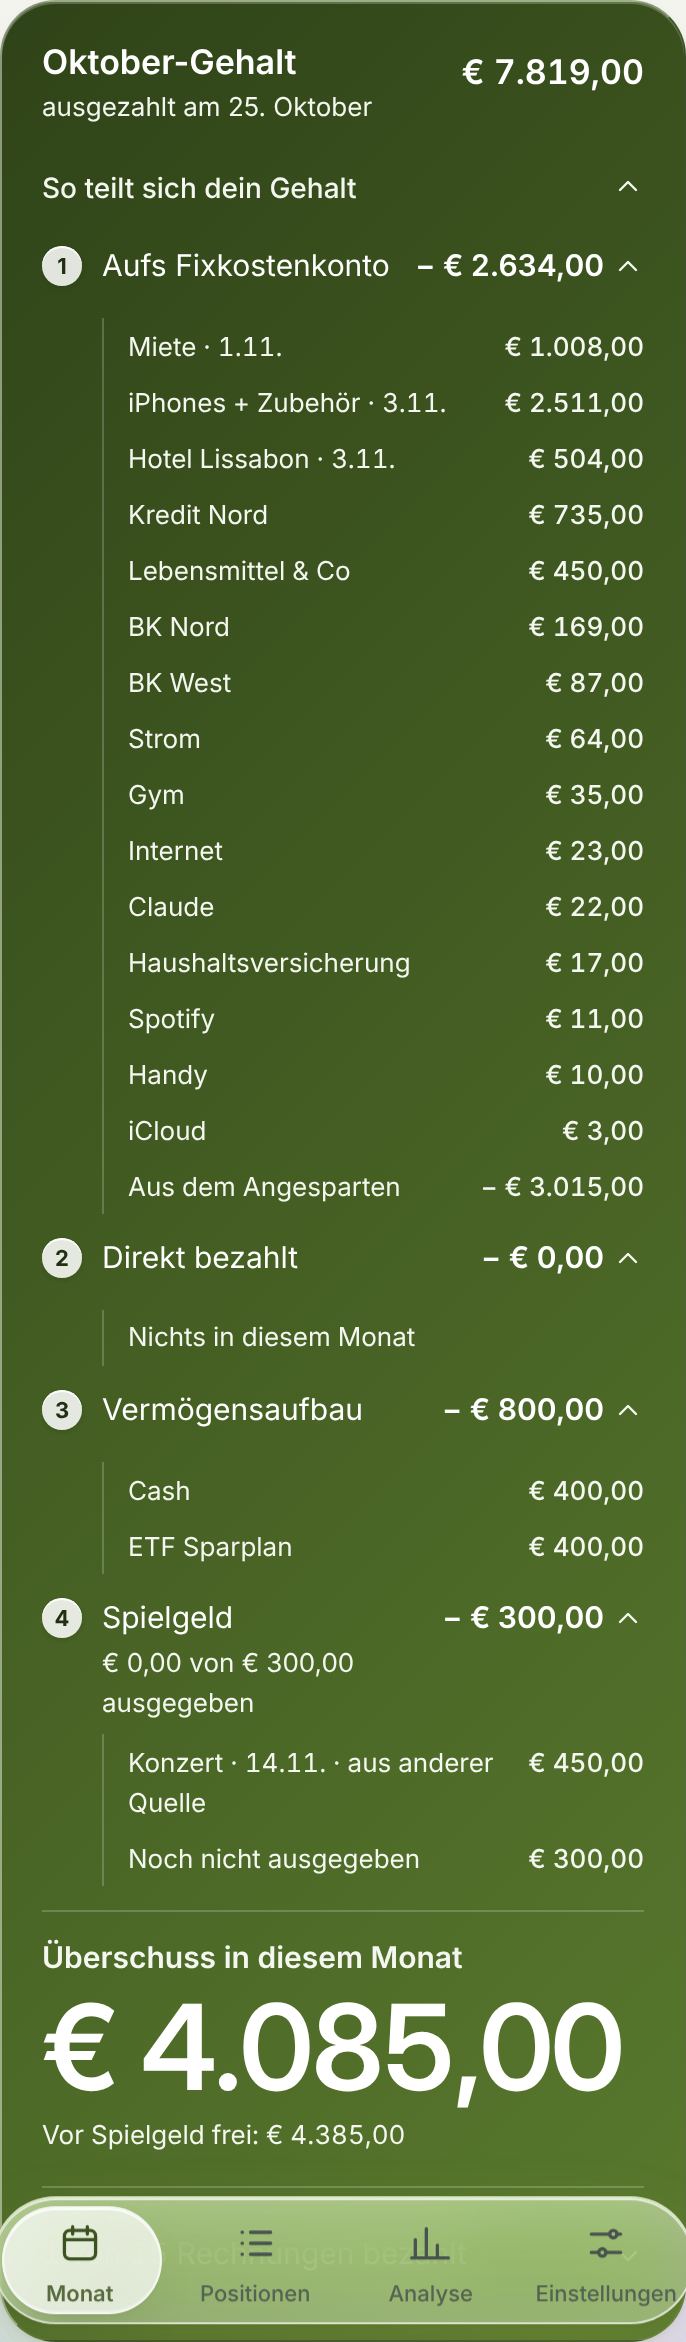 Oktober-Gehalt
€ 7.819,00
ausgezahlt am 25. Oktober
So teilt sich dein Gehalt
1 Aufs Fixkostenkonto – € 2.634,00
Miete · 1.11. € 1.008,00
iPhones + Zubehör · 3.11. € 2.511,00
Hotel Lissabon · 3.11. € 504,00
Kredit Nord € 735,00
Lebensmittel & Co € 450,00
BK Nord € 169,00
BK West € 87,00
Strom € 64,00
Gym € 35,00
Internet € 23,00
Claude € 22,00
Haushaltsversicherung € 17,00
Spotify € 11,00
Handy € 10,00
iCloud € 3,00
Aus dem Angesparten – € 3.015,00
2 Direkt bezahlt – € 0,00
Nichts in diesem Monat
3 Vermögensaufbau – € 800,00
Cash € 400,00
ETF Sparplan € 400,00
4 Spielgeld – € 300,00
€ 0,00 von € 300,00
ausgegeben
Konzert · 14.11. · aus anderer € 450,00
Quelle
Noch nicht ausgegeben € 300,00
Überschuss in diesem Monat
€ 4.085,00
Vor Spielgeld frei: € 4.385,00
Rechnungen bezahlt
Monat Positionen Analyse Einstellungen